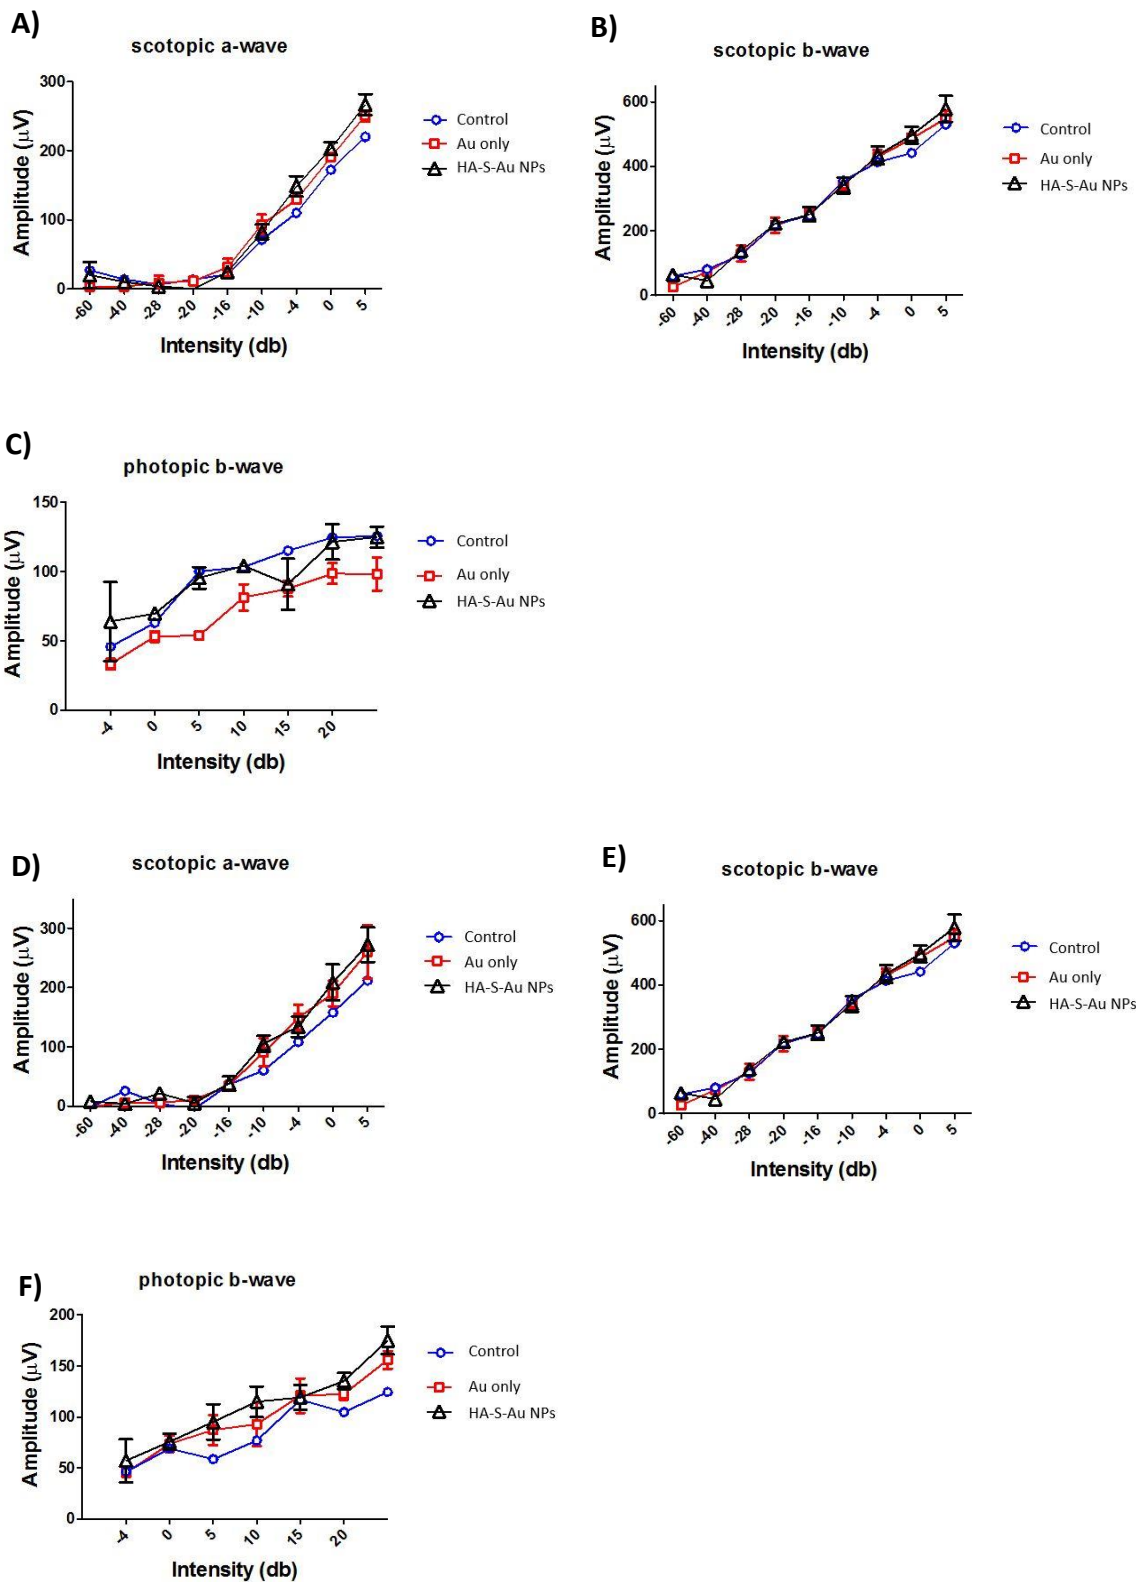 A)
scotopic a-wave
Amplitude (µV)
300
200
100
0
-60 -40 -28 -20 -16 -10 -4 0 5
Intensity (db)
Control
Au only
HA-S-Au NPs
B)
scotopic b-wave
Amplitude (µV)
600
400
200
0
-60 -40 -28 -20 -16 -10 -4 0 5
Intensity (db)
Control
Au only
HA-S-Au NPs
C)
photopic b-wave
Amplitude (µV)
150
100
50
0
-4 0 5 10 15 20
Intensity (db)
Control
Au only
HA-S-Au NPs
D)
scotopic a-wave
Amplitude (µV)
300
200
100
0
-60 -40 -28 -20 -16 -10 -4 0 5
Intensity (db)
Control
Au only
HA-S-Au NPs
E)
scotopic b-wave
Amplitude (µV)
600
400
200
0
-60 -40 -28 -20 -16 -10 -4 0 5
Intensity (db)
Control
Au only
HA-S-Au NPs
F)
photopic b-wave
Amplitude (µV)
200
150
100
50
0
-4 0 5 10 15 20
Intensity (db)
Control
Au only
HA-S-Au NPs